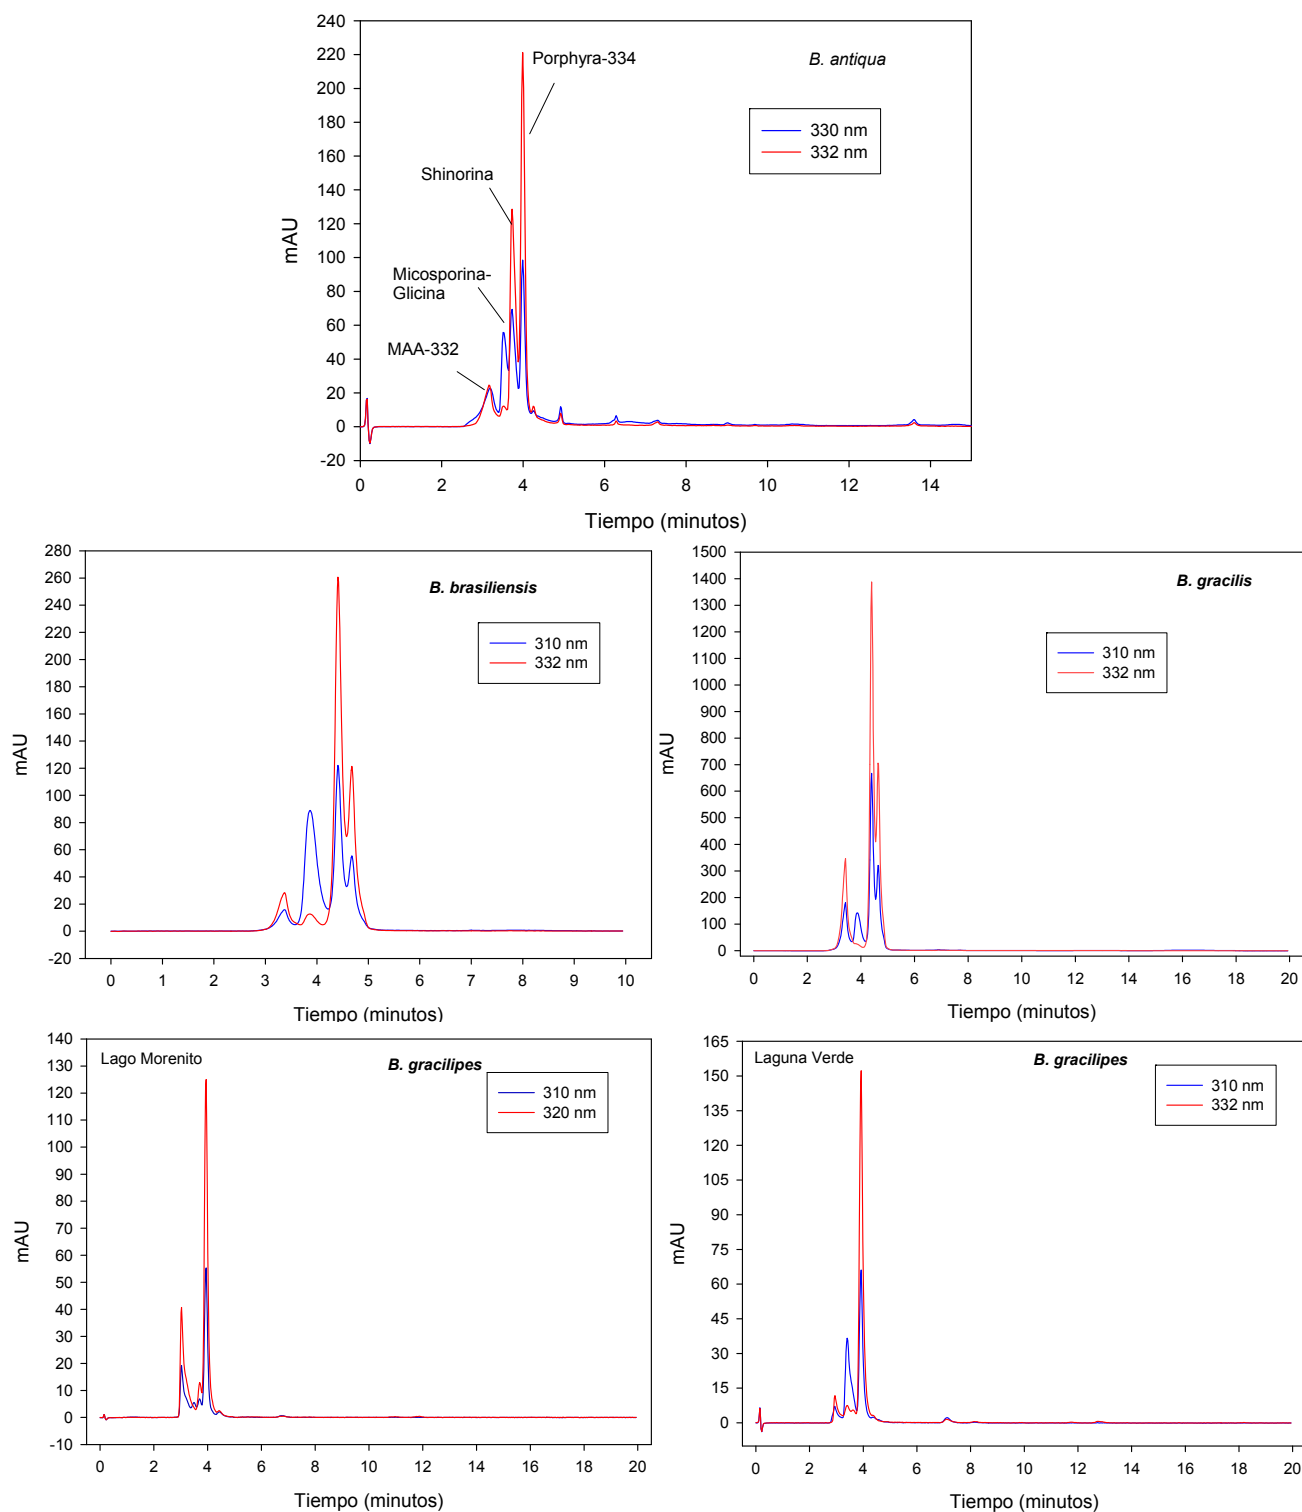 240
220
200
180
160
140
120
100
80
60
40
20
0
-20
mAU
B. antiqua
Porphyra-334
330 nm
332 nm
Shinorina
Micosporina-
Glicina
MAA-332
0 2 4 6 8 10 12 14
Tiempo (minutos)
280
260
240
220
200
180
160
140
120
100
80
60
40
20
0
-20
mAU
B. brasiliensis
310 nm
332 nm
0 1 2 3 4 5 6 7 8 9 10
Tiempo (minutos)
1500
1400
1300
1200
1100
1000
900
800
700
600
500
400
300
200
100
0
mAU
B. gracilis
310 nm
332 nm
0 2 4 6 8 10 12 14 16 18 20
Tiempo (minutos)
140
130
120
110
100
90
80
70
60
50
40
30
20
10
0
-10
mAU
Lago Morenito
B. gracilipes
310 nm
320 nm
0 2 4 6 8 10 12 14 16 18 20
Tiempo (minutos)
165
150
135
120
105
90
75
60
45
30
15
0
mAU
Laguna Verde
B. gracilipes
310 nm
332 nm
0 2 4 6 8 10 12 14 16 18 20
Tiempo (minutos)